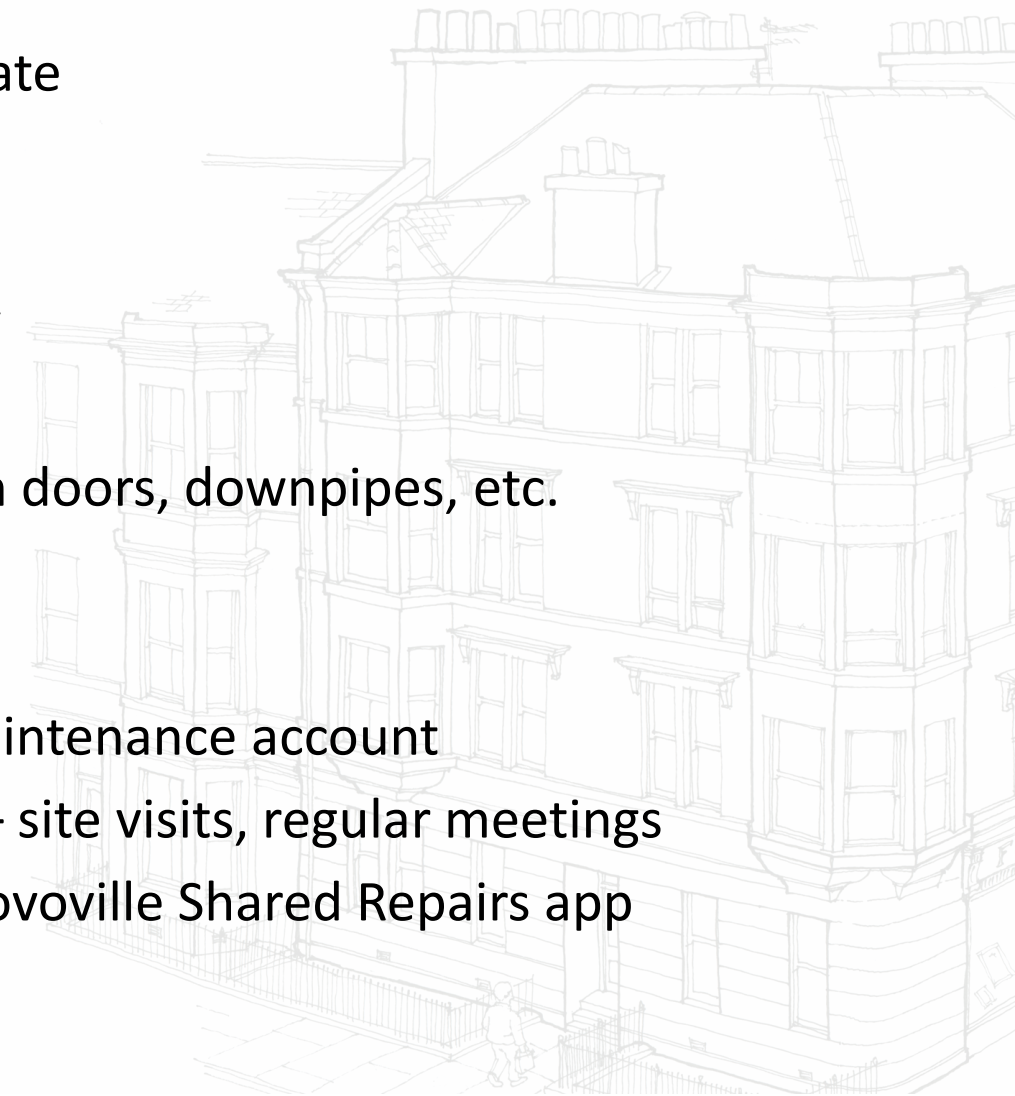 ate
doors, downpipes, etc.
intenance account
- site visits, regular meetings
ovoville Shared Repairs app